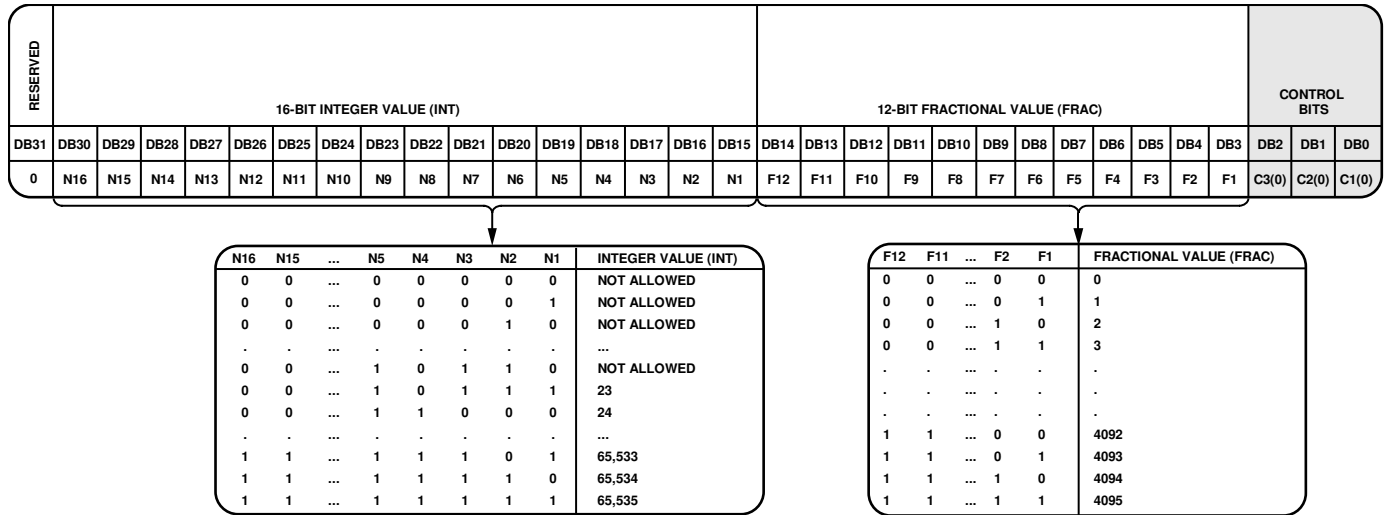 RESERVED
16-BIT INTEGER VALUE (INT)
12-BIT FRACTIONAL VALUE (FRAC)
CONTROL
BITS
DB31 DB30 DB29 DB28 DB27 DB26 DB25 DB24 DB23 DB22 DB21 DB20 DB19 DB18 DB17 DB16 DB15 DB14 DB13 DB12 DB11 DB10 DB9 DB8 DB7 DB6 DB5 DB4 DB3 DB2 DB1 DB0
0 N16 N15 N14 N13 N12 N11 N10 N9 N8 N7 N6 N5 N4 N3 N2 N1 F12 F11 F10 F9 F8 F7 F6 F5 F4 F3 F2 F1 C3(0) C2(0) C1(0)
N16 N15 ... N5 N4 N3 N2 N1 INTEGER VALUE (INT)
0 0 ... 0 0 0 0 0 NOT ALLOWED
0 0 ... 0 0 0 0 1 NOT ALLOWED
0 0 ... 0 0 0 1 0 NOT ALLOWED
. . ... . . . . . ...
0 0 ... 1 0 1 1 0 NOT ALLOWED
0 0 ... 1 0 1 1 1 23
0 0 ... 1 1 0 0 0 24
. . ... . . . . . ...
1 1 ... 1 1 1 0 1 65,533
1 1 ... 1 1 1 1 0 65,534
1 1 ... 1 1 1 1 1 65,535
F12 F11 ... F2 F1 FRACTIONAL VALUE (FRAC)
0 0 ... 0 0 0
0 0 ... 0 1 1
0 0 ... 1 0 2
0 0 ... 1 1 3
. . ... . . .
. . ... . . .
. . ... . . .
1 1 ... 0 0 4092
1 1 ... 0 1 4093
1 1 ... 1 0 4094
1 1 ... 1 1 4095